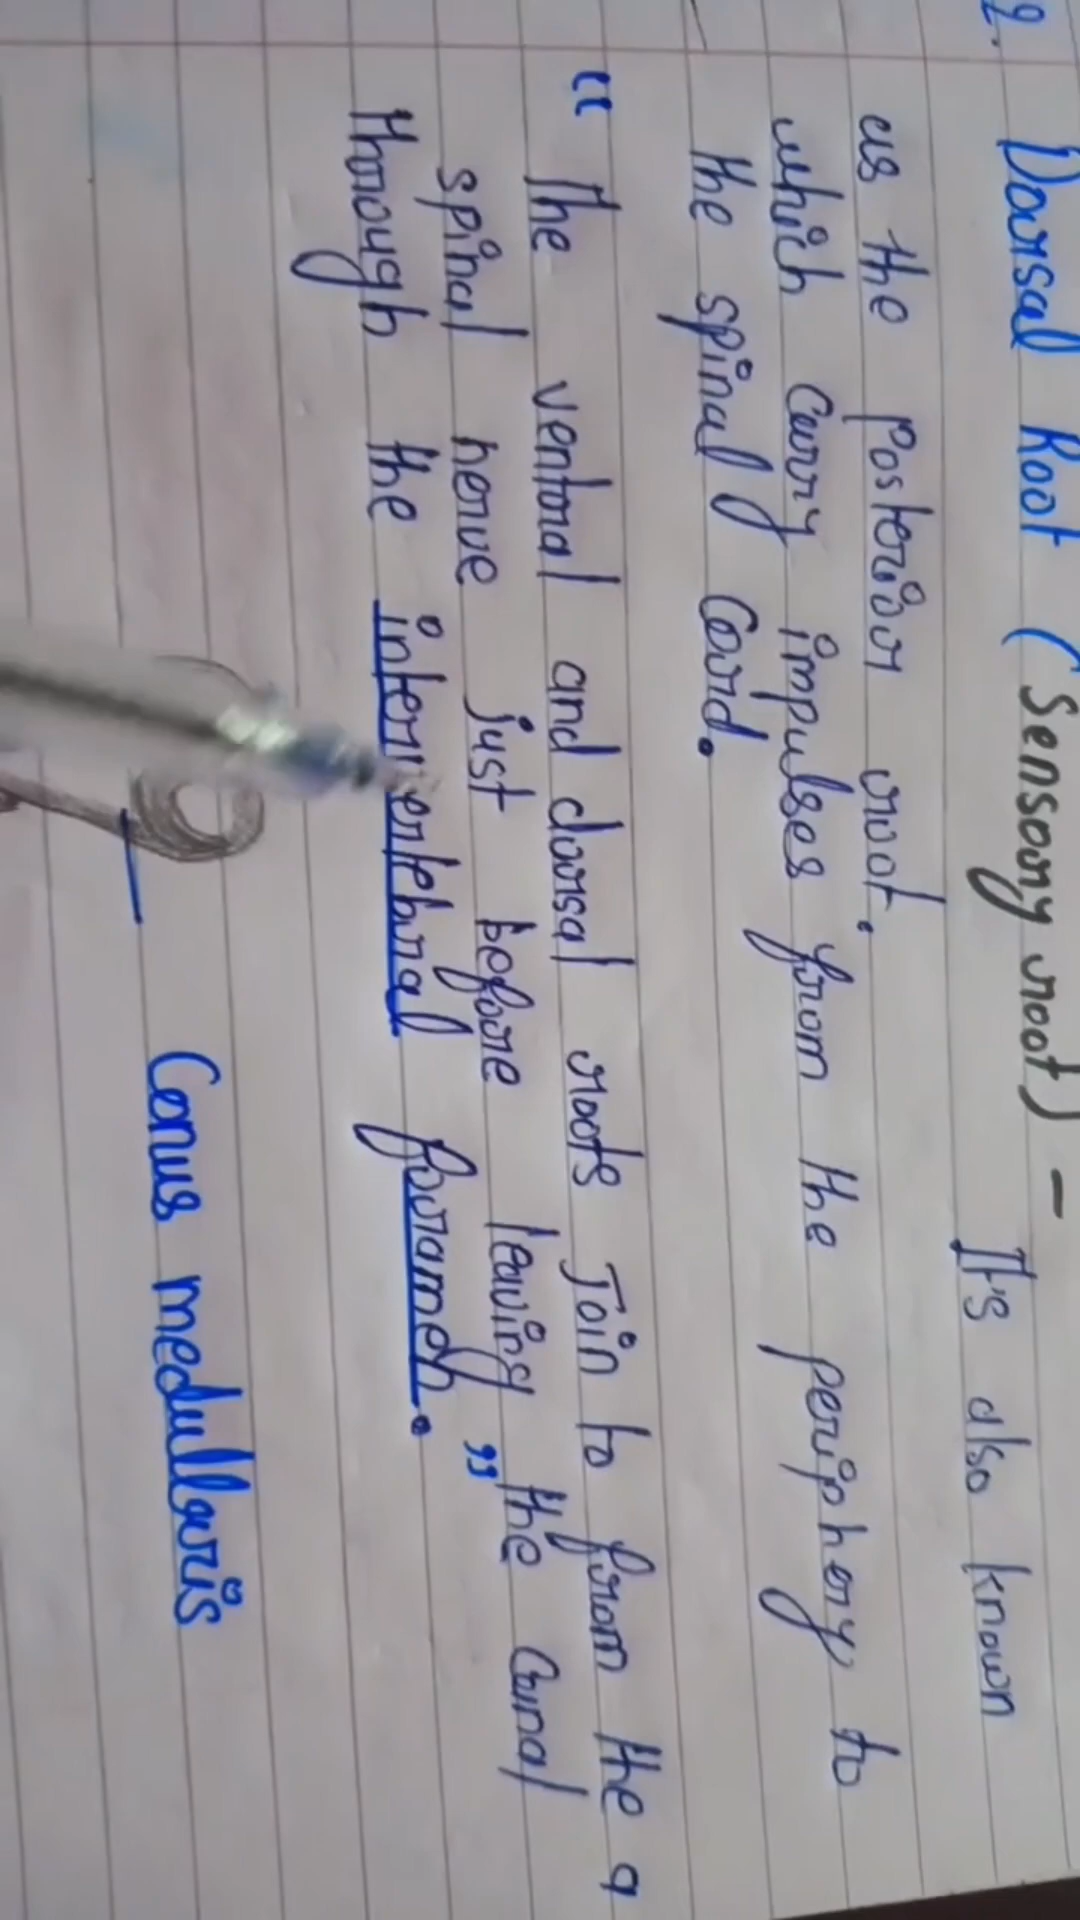 2. Dorsal Root (Sensory root) - It's also known
as the posterior root.
which carry impulses from the periphery to
the spinal cord.
“ The ventral and dorsal roots Join to from the a
spinal nerve just before leaving the canal
thorough the intervertebral foramen. ”
Conus medullaris